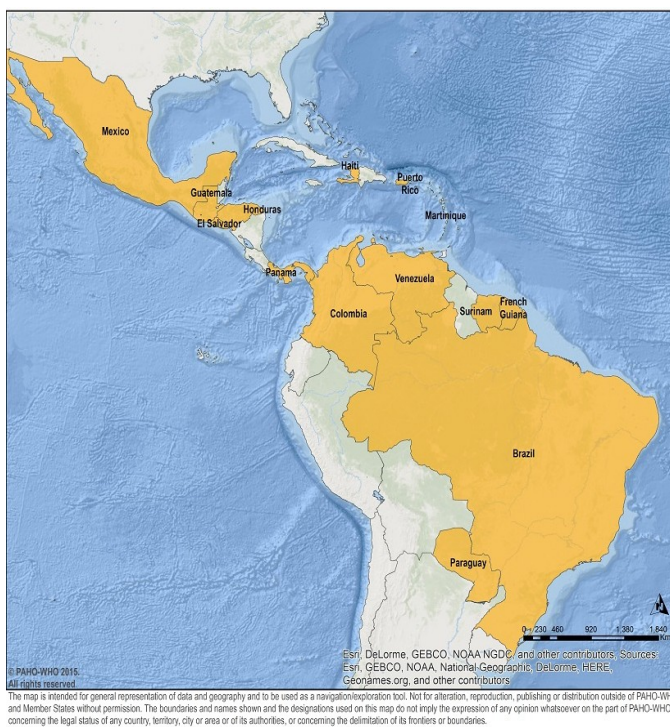 Mexico
Haiti
Puerto
Rico
Guatemala
Honduras
Martinique
El Salvador
Panama
Venezuela
French
Guiana
Surinam
Colombia
Brazil
Paraguay
N
0 230 460 920 1.380 1.840
Km
Esri, DeLorme, GEBCO, NOAA NGDC, and other contributors, Sources:
Esri, GEBCO, NOAA, National Geographic, DeLorme, HERE,
Geonames.org, and other contributors
© PAHO-WHO 2015.
All rights reserved.
The map is intended for general representation of data and geography and to be used as a navigation/exploration tool. Not for alteration, reproduction, publishing or distribution outside of PAHO-W
and Member States without permission. The boundaries and names shown and the designations used on this map do not imply the expression of any opinion whatsoever on the part of PAHO-WH
concerning the legal status of any country, territory, city or area or of its authorities, or concerning the delimitation of its frontiers or boundaries.